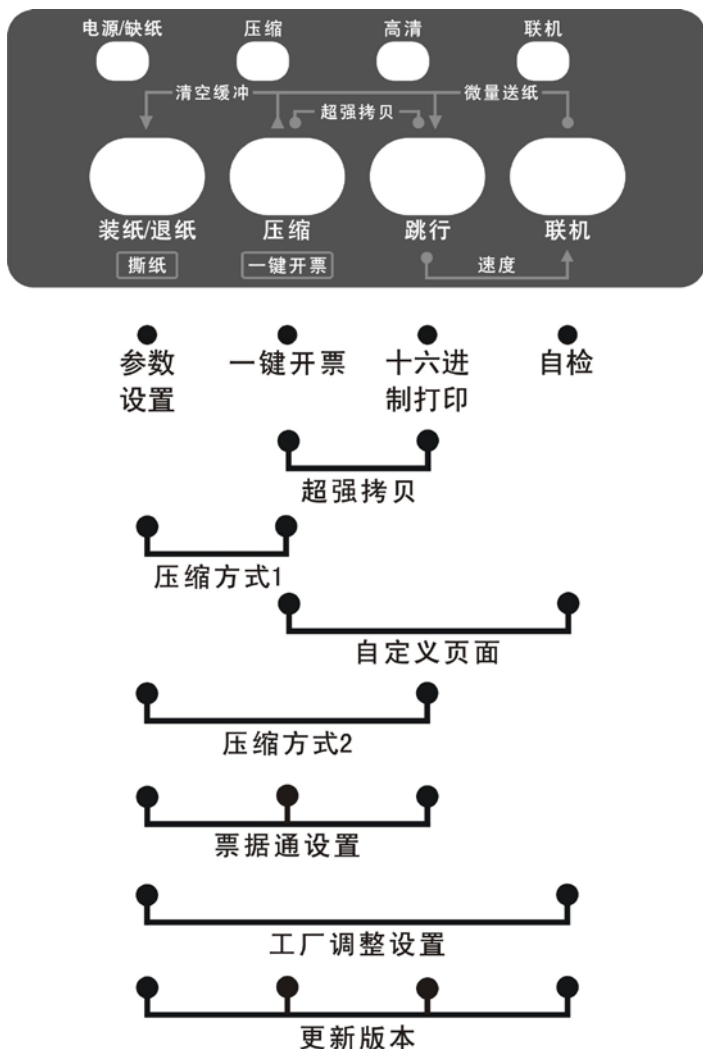 电源/缺纸 压缩 高清 联机
清空缓冲 微量送纸
超强拷贝
装纸/退纸 压缩 跳行 联机
撕纸 一键开票 速度
参数 一键开票 十六进 自检
设置 制打印
超强拷贝
压缩方式1
自定义页面
压缩方式2
票据通设置
工厂调整设置
更新版本